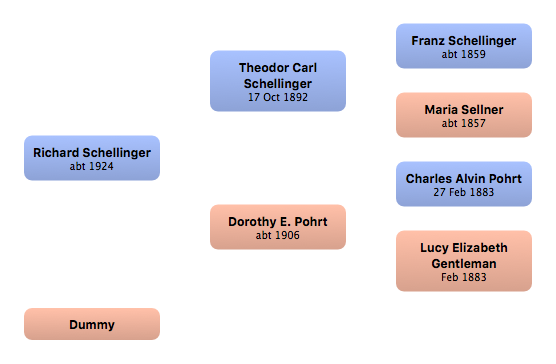 Franz Schellinger
abt 1859
Theodor Carl
Schellinger
17 Oct 1892
Maria Sellner
abt 1857
Richard Schellinger
abt 1924
Charles Alvin Pohrt
27 Feb 1883
Dorothy E. Pohrt
abt 1906
Lucy Elizabeth
Gentleman
Feb 1883
Dummy